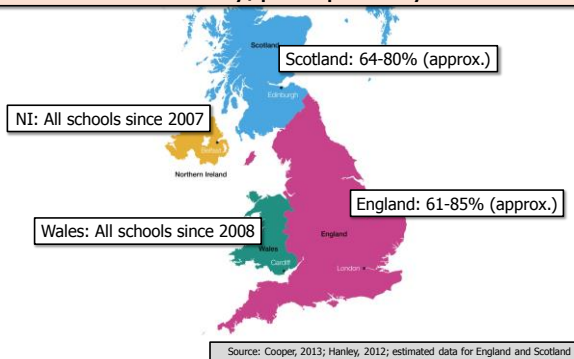 Scotland
Scotland: 64-80% (approx.)
Edinburgh
NI: All schools since 2007
Belfast
Northern Ireland
England: 61-85% (approx.)
Wales: All schools since 2008
England
Wales
Cardiff
London
Source: Cooper, 2013; Hanley, 2012; estimated data for England and Scotland